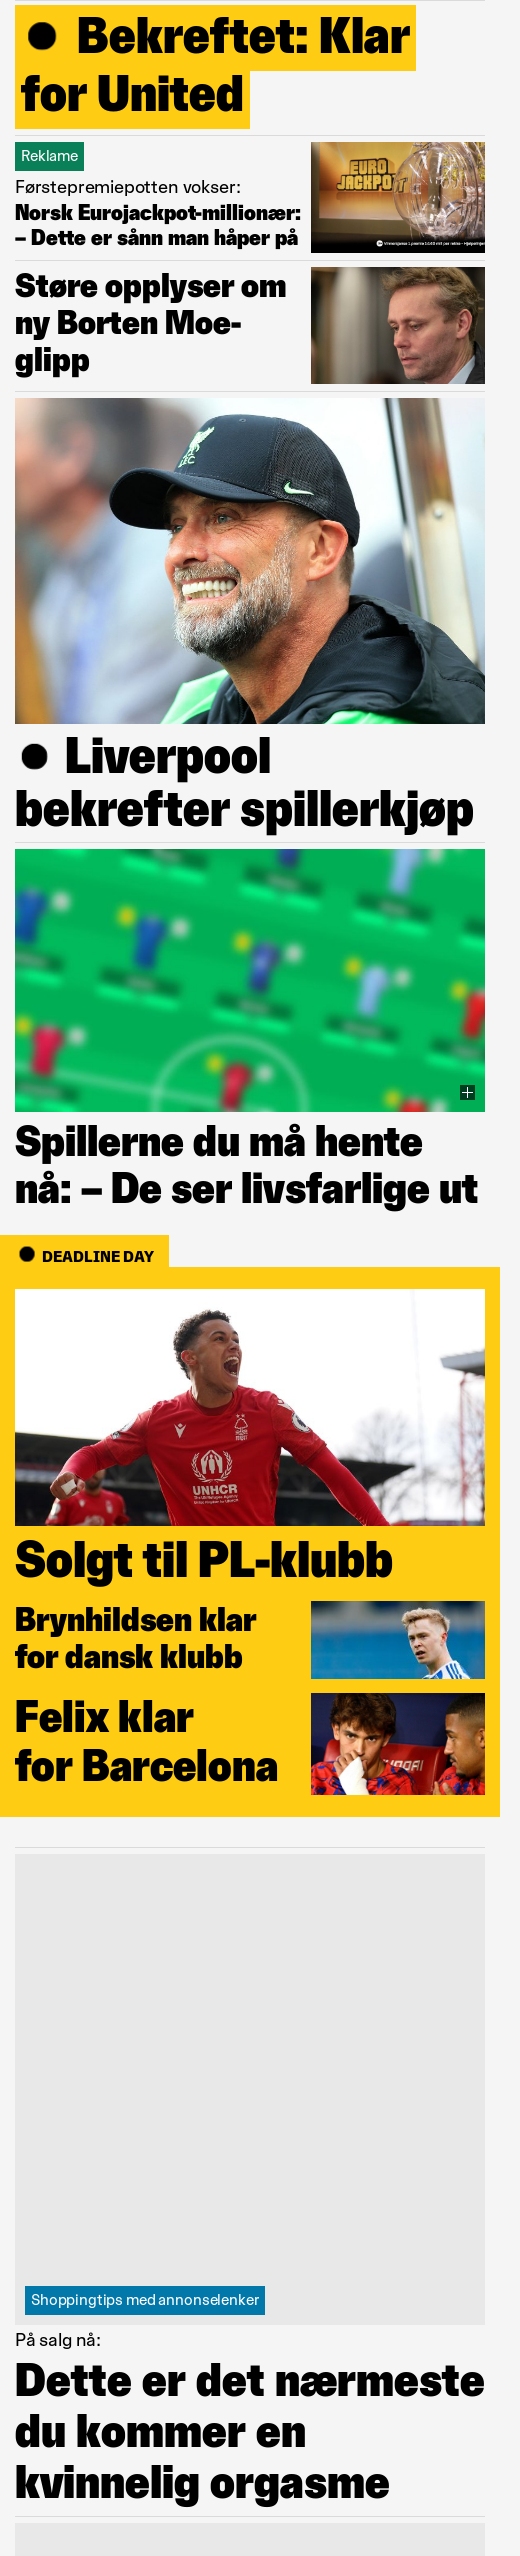 Bekreftet: Klar
for United
Reklame
Førstepremiepotten vokser:
Norsk Eurojackpot-millionær:
– Dette er sånn man håper på
EURO
JACKPOT
Støre opplyser om
ny Borten Moe-
glipp
L.F.C.
Liverpool
bekrefter spillerkjøp
Spillerne du må hente
nå: – De ser livsfarlige ut
DEADLINE DAY
UNHCR
Solgt til PL-klubb
Brynhildsen klar
for dansk klubb
Felix klar
for Barcelona
Shoppingtips med annonselenker
På salg nå:
Dette er det nærmeste
du kommer en
kvinnelig orgasme